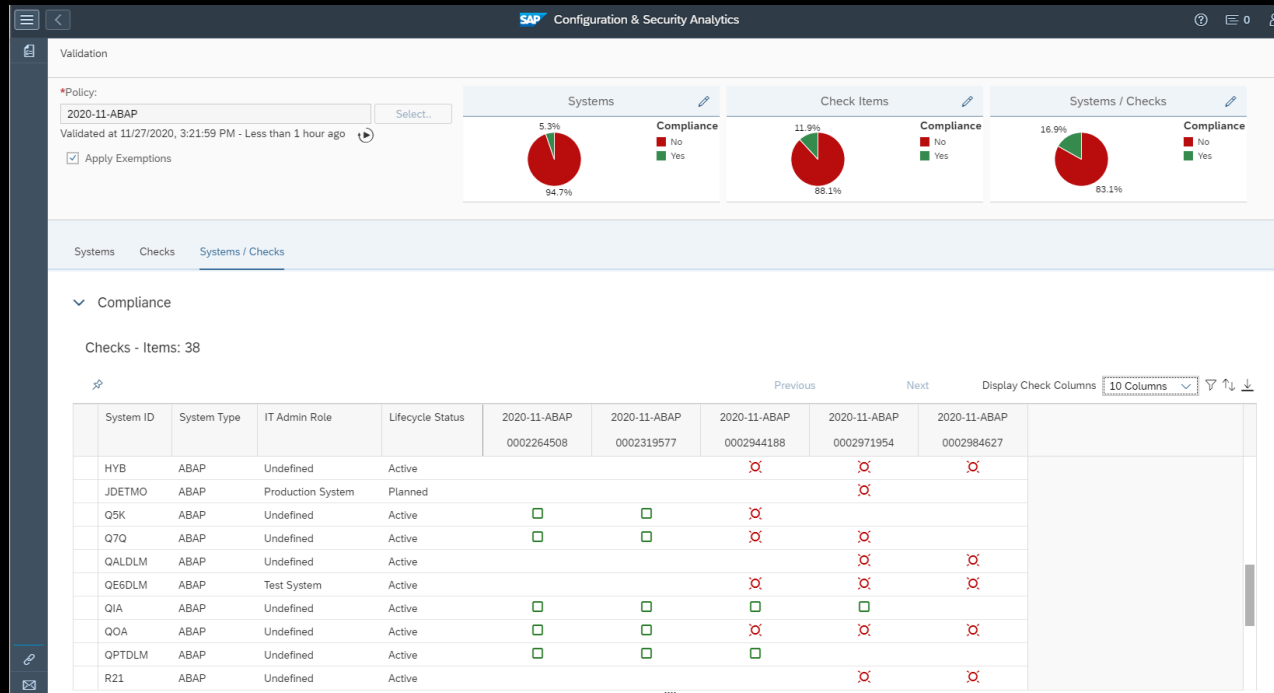 SAP Configuration & Security Analytics
0
Validation
*Policy:
2020-11-ABAP
Select..
Validated at 11/27/2020, 3:21:59 PM - Less than 1 hour ago
Apply Exemptions
Systems
5.3%
94.7%
Compliance
No
Yes
Check Items
11.9%
88.1%
Compliance
No
Yes
Systems / Checks
16.9%
83.1%
Compliance
No
Yes
Systems Checks Systems / Checks
Compliance
Checks - Items: 38
Previous Next Display Check Columns 10 Columns
System ID System Type IT Admin Role Lifecycle Status 2020-11-ABAP 2020-11-ABAP 2020-11-ABAP 2020-11-ABAP 2020-11-ABAP
0002264508 0002319577 0002944188 0002971954 0002984627
HYB ABAP Undefined Active
JDETMO ABAP Production System Planned
Q5K ABAP Undefined Active
Q7Q ABAP Undefined Active
QALDLM ABAP Undefined Active
QE6DLM ABAP Test System Active
QIA ABAP Undefined Active
QOA ABAP Undefined Active
QPTDLM ABAP Undefined Active
R21 ABAP Undefined Active